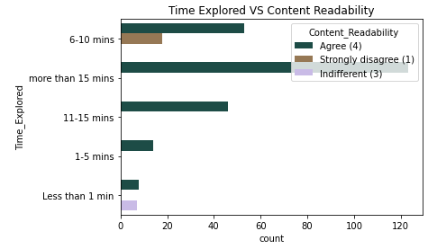 Time Explored VS Content Readability
Content_Readability
Agree (4)
Strongly disagree (1)
Indifferent (3)
6-10 mins
more than 15 mins
11-15 mins
1-5 mins
Less than 1 min
Time_Explored
0 20 40 60 80 100 120
count